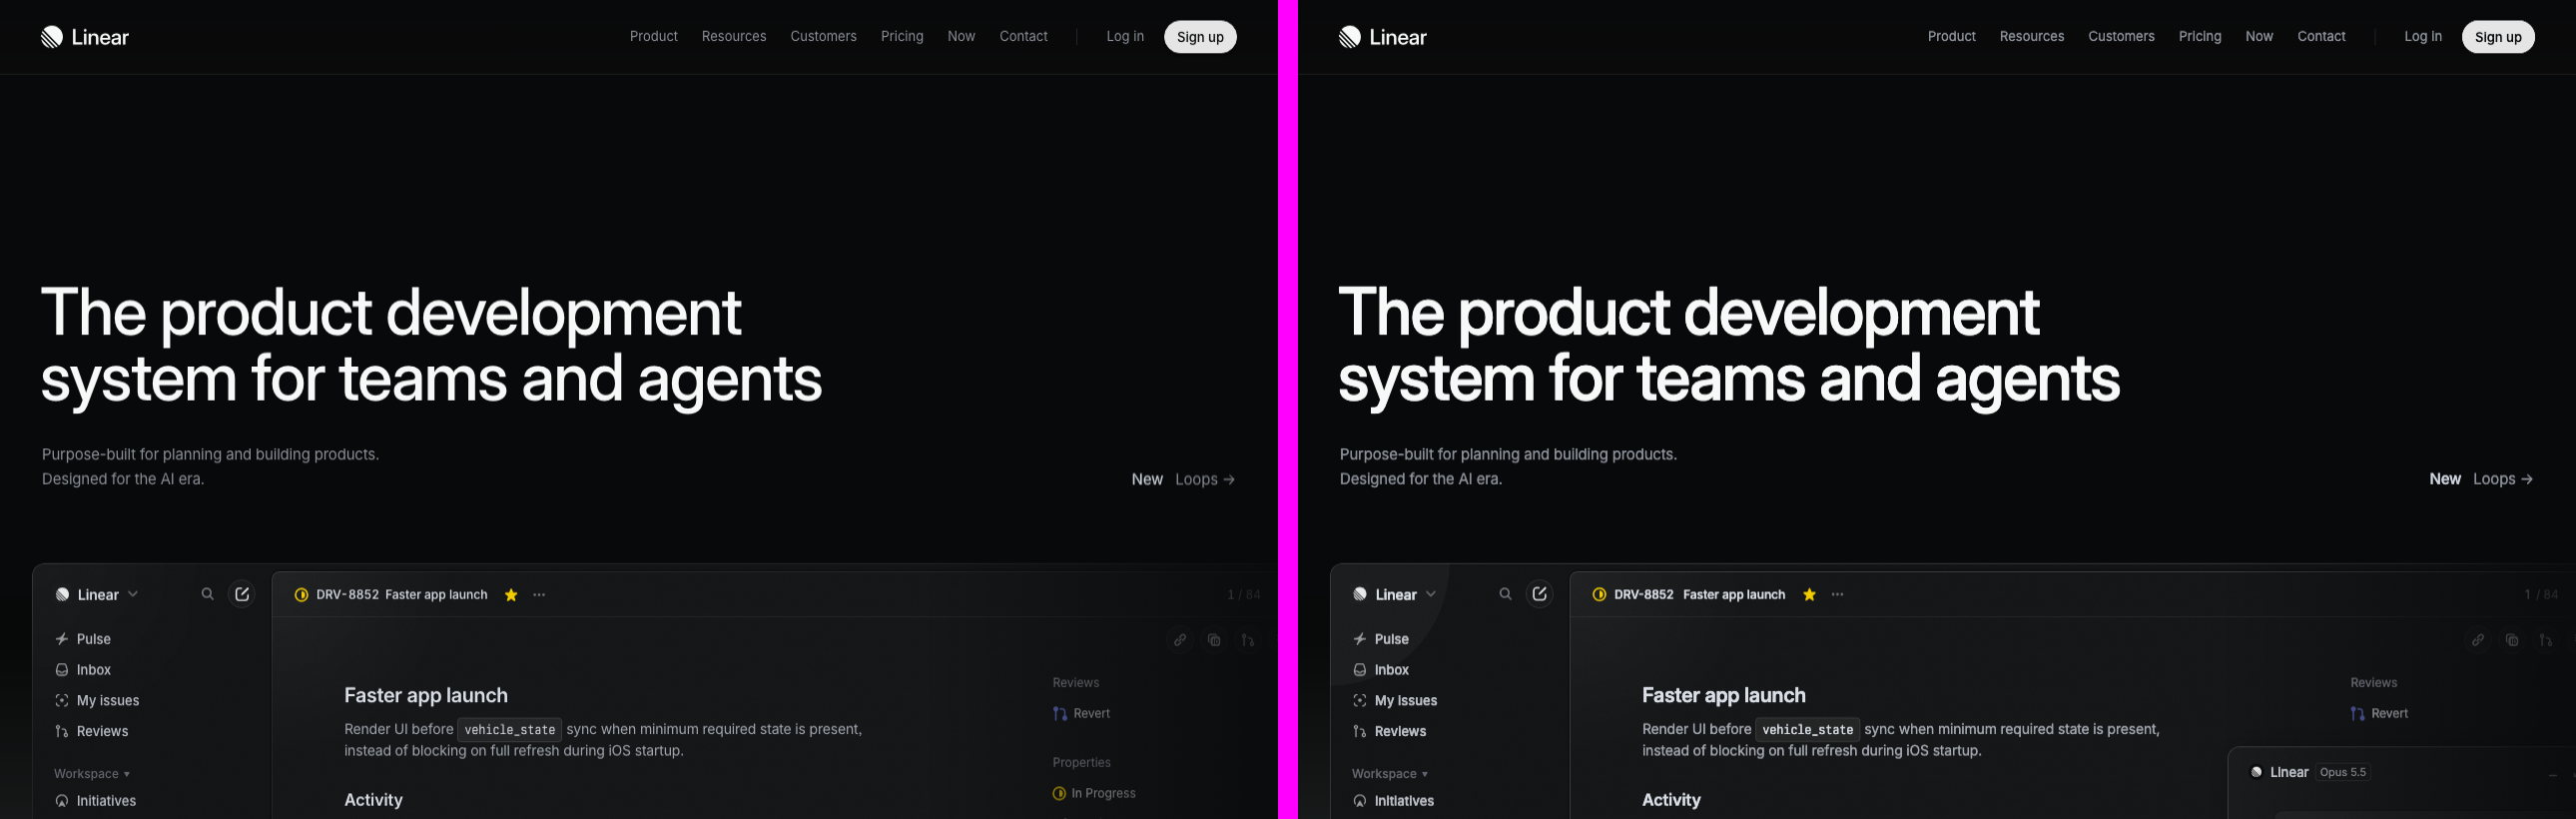 Linear
Product Resources Customers Pricing Now Contact Log in Sign up
The product development
system for teams and agents
Purpose-built for planning and building products.
Designed for the AI era.
New Loops →
Linear
DRV-8852 Faster app launch
1 / 84
Pulse
Inbox
My issues
Reviews
Workspace
Initiatives
Faster app launch
Render UI before vehicle_state sync when minimum required state is present,
instead of blocking on full refresh during iOS startup.
Activity
Reviews
Revert
Properties
In Progress
Linear
Product Resources Customers Pricing Now Contact Log in Sign up
The product development
system for teams and agents
Purpose-built for planning and building products.
Designed for the AI era.
New Loops →
Linear
DRV-8852 Faster app launch
1 / 84
Pulse
Inbox
My issues
Reviews
Workspace
Initiatives
Faster app launch
Render UI before vehicle_state sync when minimum required state is present,
instead of blocking on full refresh during iOS startup.
Activity
Reviews
Revert
Linear Opus 5.5